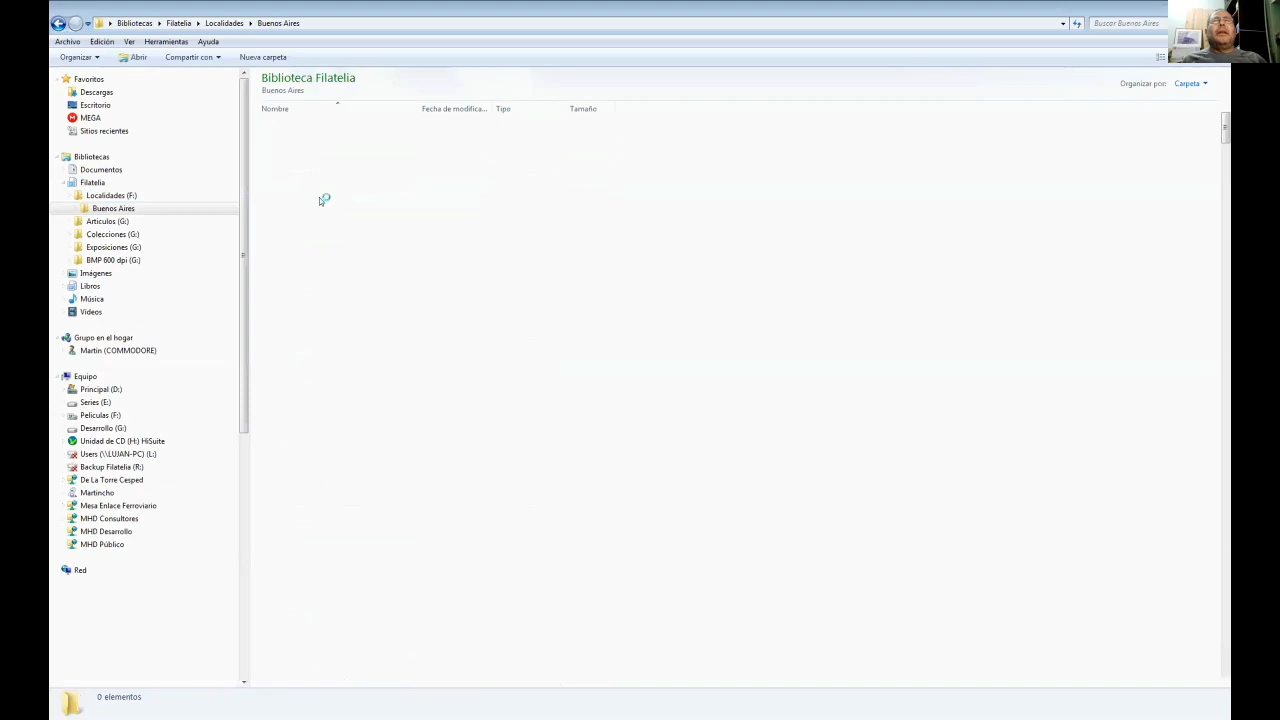 Bibliotecas Filatelia Localidades Buenos Aires
Buscar Buenos Aires
Archivo Edición Ver Herramientas Ayuda
Organizar Abrir Compartir con Nueva carpeta
Biblioteca Filatelia
Buenos Aires
Organizar por: Carpeta
Nombre Fecha de modifica... Tipo Tamaño
Favoritos
Descargas
Escritorio
MEGA
Sitios recientes
Bibliotecas
Documentos
Filatelia
Localidades (F:)
Buenos Aires
Articulos (G:)
Colecciones (G:)
Exposiciones (G:)
BMP 600 dpi (G:)
Imágenes
Libros
Música
Vídeos
Grupo en el hogar
Martin (COMMODORE)
Equipo
Principal (D:)
Series (E:)
Peliculas (F:)
Desarrollo (G:)
Unidad de CD (H:) HiSuite
Users (\\LUJAN-PC) (L:)
Backup Filatelia (R:)
De La Torre Cesped
Martincho
Mesa Enlace Ferroviario
MHD Consultores
MHD Desarrollo
MHD Público
Red
0 elementos